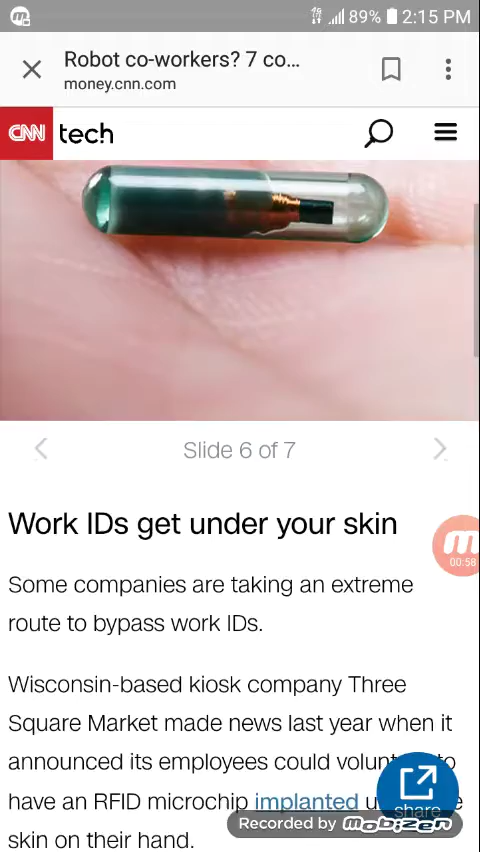 4G 89% 2:15 PM
Robot co-workers? 7 co...
money.cnn.com
CNN tech
Slide 6 of 7
Work IDs get under your skin
00:58
Some companies are taking an extreme
route to bypass work IDs.
Wisconsin-based kiosk company Three
Square Market made news last year when it
announced its employees could to
have an RFID microchip implanted
share
Recorded by mobizen
skin on their hand.